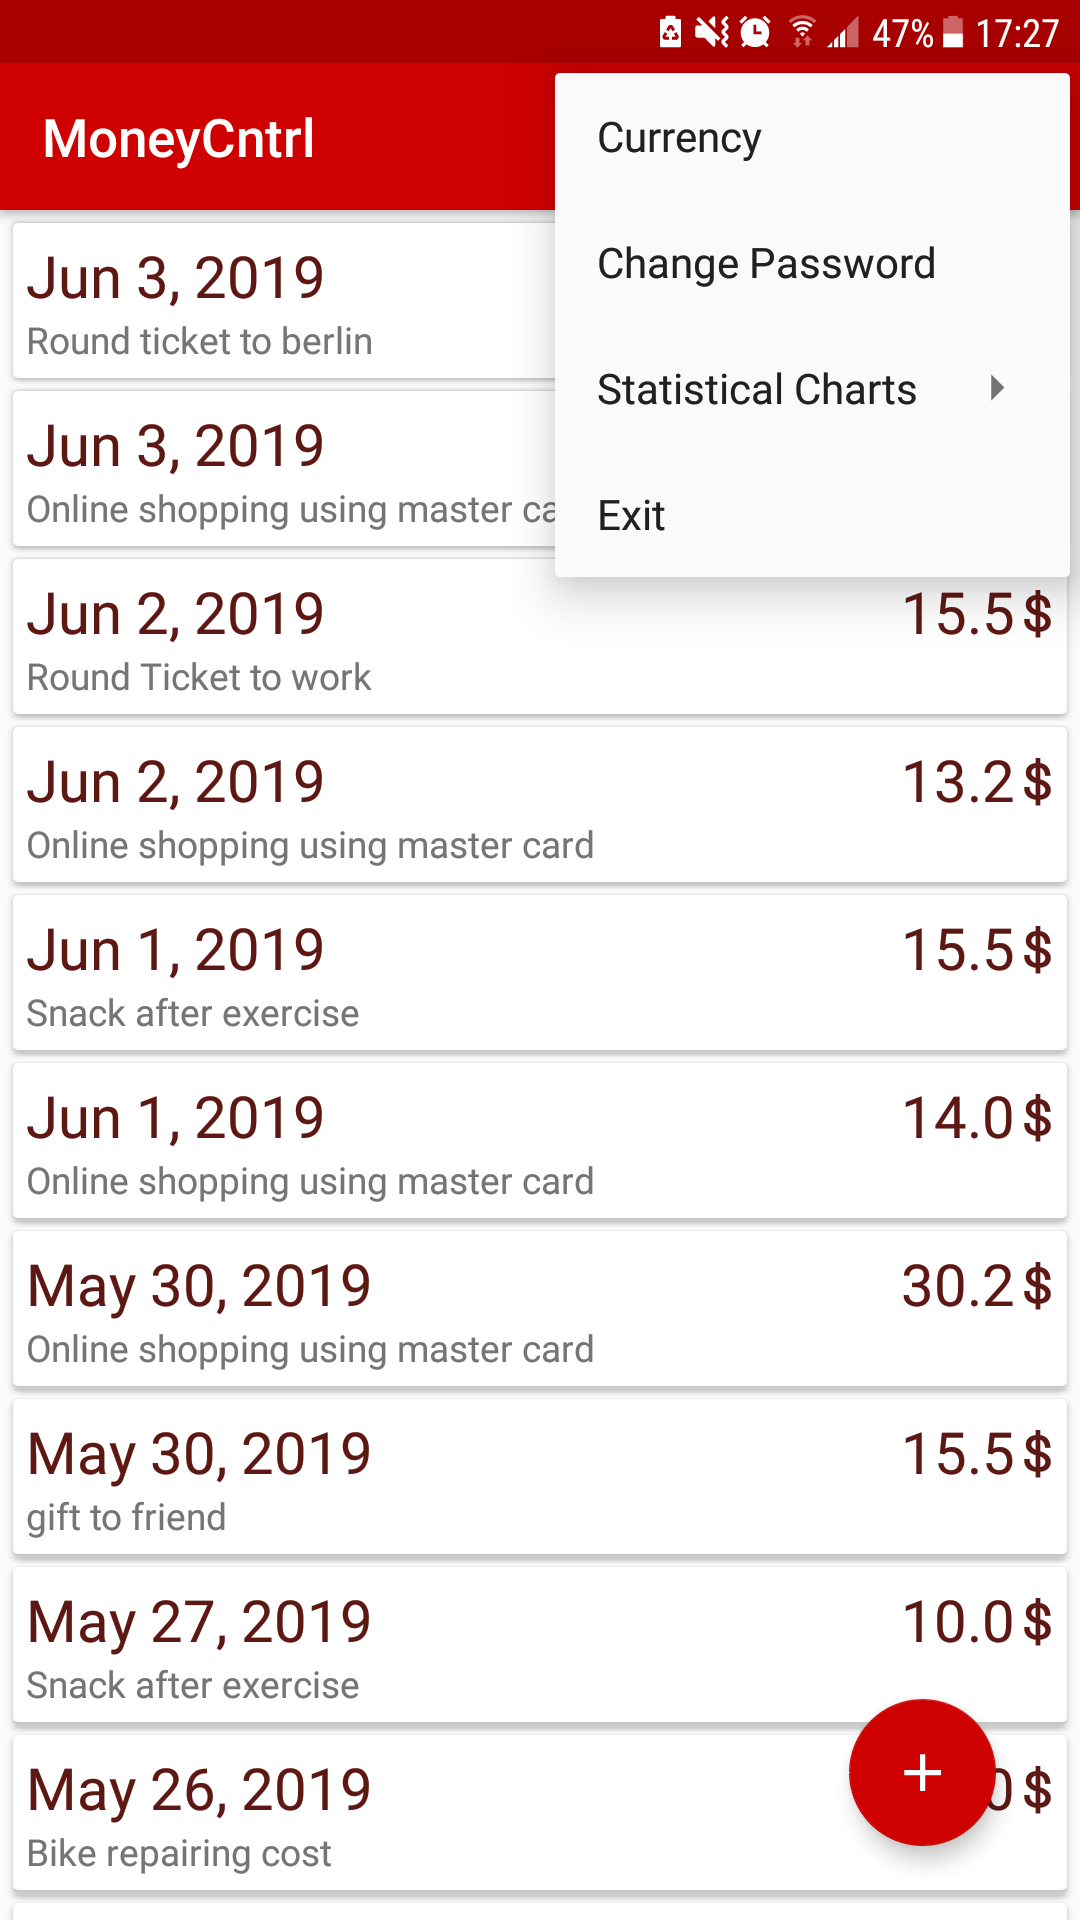 47% 17:27
MoneyCntrl
Currency
Change Password
Statistical Charts
Exit
Jun 3, 2019
Round ticket to berlin
Jun 3, 2019
Online shopping using master
Jun 2, 2019 15.5 $
Round Ticket to work
Jun 2, 2019 13.2 $
Online shopping using master card
Jun 1, 2019 15.5 $
Snack after exercise
Jun 1, 2019 14.0 $
Online shopping using master card
May 30, 2019 30.2 $
Online shopping using master card
May 30, 2019 15.5 $
gift to friend
May 27, 2019 10.0 $
Snack after exercise
May 26, 2019 $
Bike repairing cost